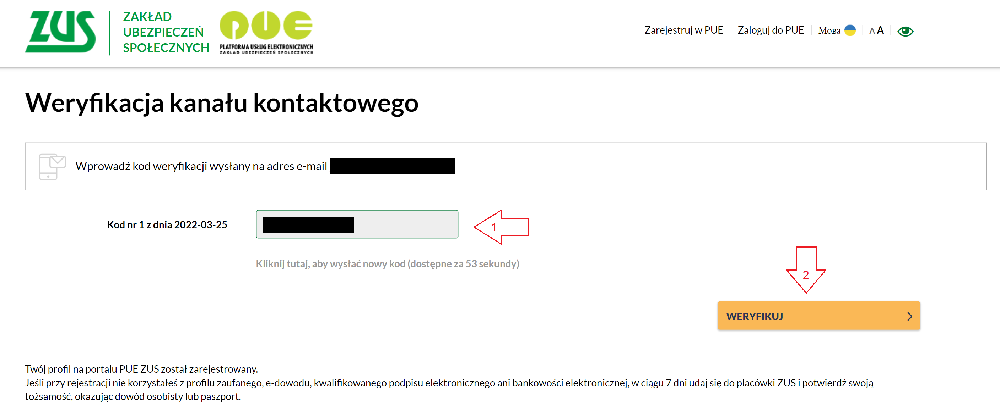 ZUS
ZAKŁAD
UBEZPIECZEŃ
SPOŁECZNYCH
PUE
PLATFORMA USŁUG ELEKTRONICZNYCH
ZAKŁAD UBEZPIECZEŃ SPOŁECZNYCH
Zarejestruj w PUE
Zaloguj do PUE
Мова
A A
Weryfikacja kanału kontaktowego
Wprowadź kod weryfikacji wysłany na adres e-mail
Kod nr 1 z dnia 2022-03-25
1
Kliknij tutaj, aby wysłać nowy kod (dostępne za 53 sekundy)
2
WERYFIKUJ
Twój profil na portalu PUE ZUS został zarejestrowany.
Jeśli przy rejestracji nie korzystałeś z profilu zaufanego, e-dowodu, kwalifikowanego podpisu elektronicznego ani bankowości elektronicznej, w ciągu 7 dni udaj się do placówki ZUS i potwierdź swoją
tożsamość, okazując dowód osobisty lub paszport.